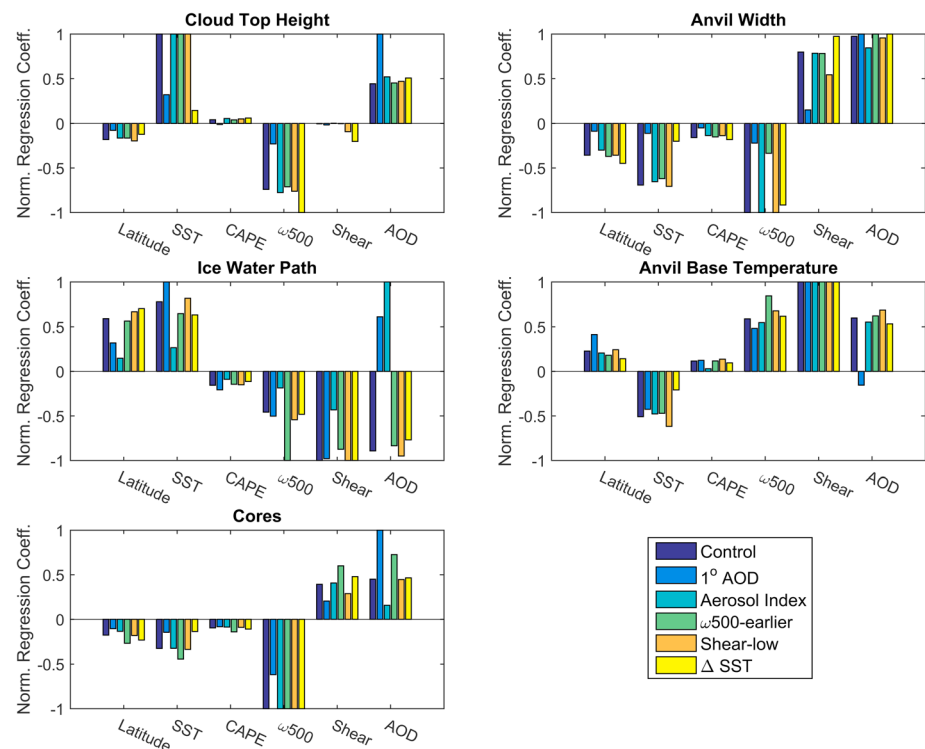 Cloud Top Height
Norm. Regression Coeff.
1
0.5
0
-0.5
-1
Latitude
SST
CAPE
ω500
Shear
AOD
Anvil Width
Norm. Regression Coeff.
1
0.5
0
-0.5
-1
Latitude
SST
CAPE
ω500
Shear
AOD
Ice Water Path
Norm. Regression Coeff.
1
0.5
0
-0.5
-1
Latitude
SST
CAPE
ω500
Shear
AOD
Anvil Base Temperature
Norm. Regression Coeff.
1
0.5
0
-0.5
-1
Latitude
SST
CAPE
ω500
Shear
AOD
Cores
Norm. Regression Coeff.
1
0.5
0
-0.5
-1
Latitude
SST
CAPE
ω500
Shear
AOD
Control
1° AOD
Aerosol Index
ω500-earlier
Shear-low
Δ SST